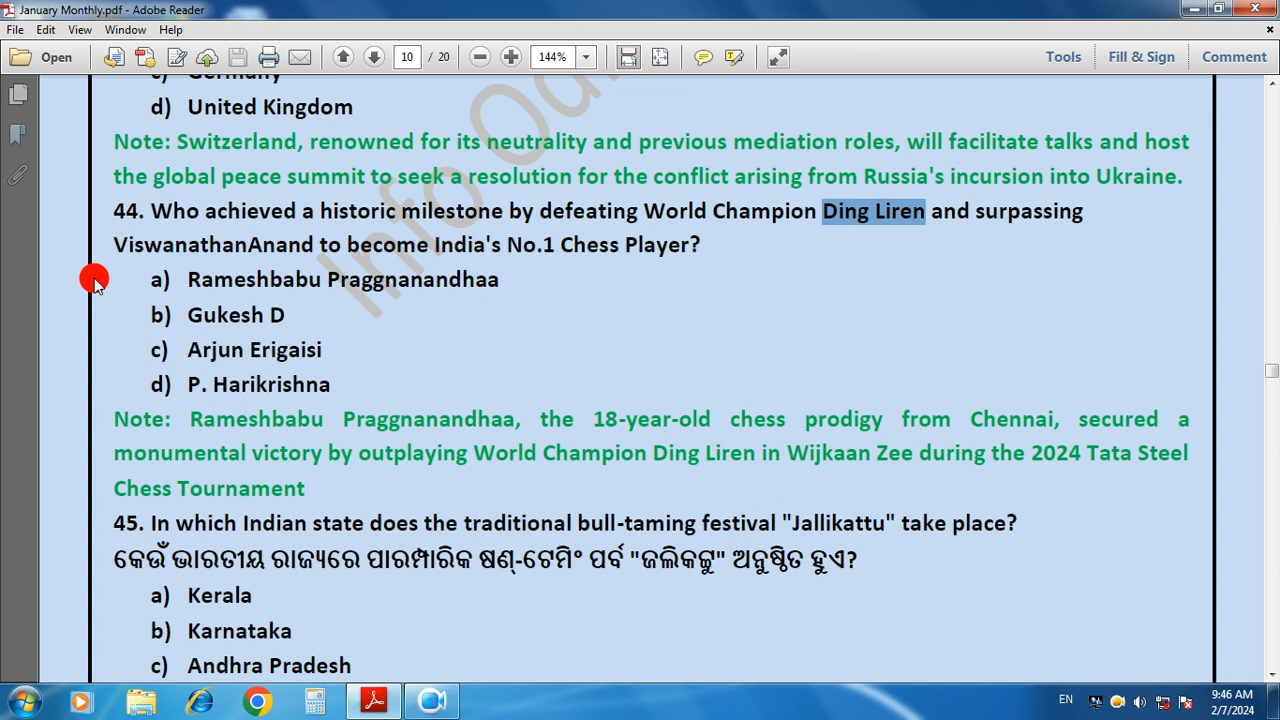 January Monthly.pdf - Adobe Reader
File Edit View Window Help
Open 10 / 20 144% Tools Fill & Sign Comment
c) Germany
d) United Kingdom
Note: Switzerland, renowned for its neutrality and previous mediation roles, will facilitate talks and host
the global peace summit to seek a resolution for the conflict arising from Russia's incursion into Ukraine.
44. Who achieved a historic milestone by defeating World Champion Ding Liren and surpassing
ViswanathanAnand to become India's No.1 Chess Player?
a) Rameshbabu Praggnanandhaa
b) Gukesh D
c) Arjun Erigaisi
d) P. Harikrishna
Note: Rameshbabu Praggnanandhaa, the 18-year-old chess prodigy from Chennai, secured a
monumental victory by outplaying World Champion Ding Liren in Wijkaan Zee during the 2024 Tata Steel
Chess Tournament
45. In which Indian state does the traditional bull-taming festival "Jallikattu" take place?
କେଉଁ ଭାରତୀୟ ରାଜ୍ୟରେ ପାରମ୍ପାରିକ ଷଣ୍-ଟେମିଂ ପର୍ବ "ଜଲିକଟ୍ଟୁ" ଅନୁଷ୍ଠିତ ହୁଏ?
a) Kerala
b) Karnataka
c) Andhra Pradesh
Info
EN 9:46 AM
2/7/2024